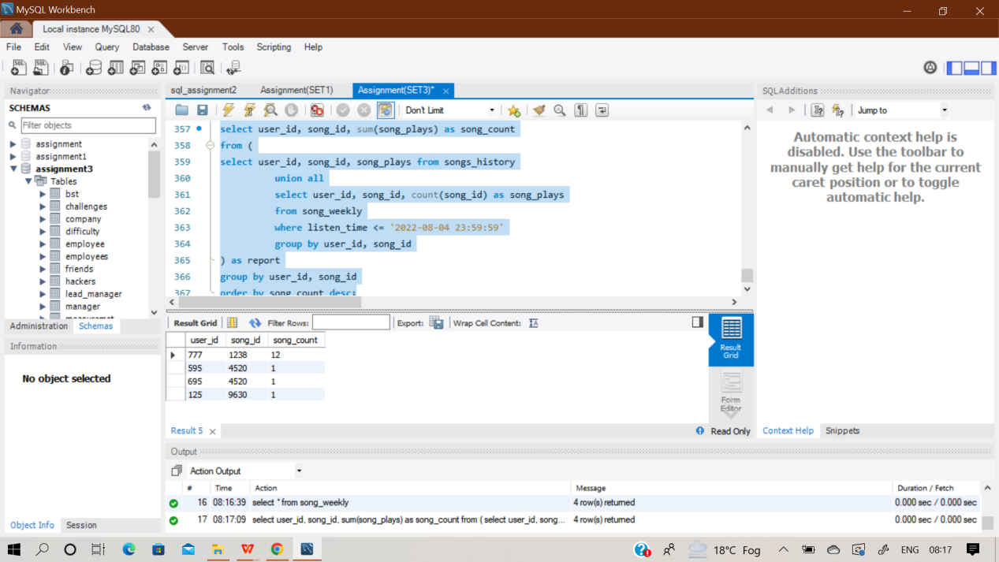 MySQL Workbench
Local instance MySQL80
File Edit View Query Database Server Tools Scripting Help
Navigator
SCHEMAS
Filter objects
assignment
assignment1
assignment3
Tables
bst
challenges
company
difficulty
employee
employees
friends
hackers
lead_manager
manager
Administration Schemas
Information
No object selected
Object Info Session
sql_assignment2 Assignment(SET1) Assignment(SET3)*
Don't Limit
357 select user_id, song_id, sum(song_plays) as song_count
358 from (
359 select user_id, song_id, song_plays from songs_history
360 union all
361 select user_id, song_id, count(song_id) as song_plays
362 from song_weekly
363 where listen_time <= '2022-08-04 23:59:59'
364 group by user_id, song_id
365 ) as report
366 group by user_id, song_id
367 order by song_count desc;
Result Grid Filter Rows: Export: Wrap Cell Content:
user_id song_id song_count
777 1238 12
595 4520 1
695 4520 1
125 9630 1
Result Grid
Form Editor
Result 5 Read Only
SQLAdditions
Jump to
Automatic context help is
disabled. Use the toolbar to
manually get help for the current
caret position or to toggle
automatic help.
Context Help Snippets
Output
Action Output
# Time Action Message Duration / Fetch
16 08:16:39 select * from song_weekly 4 row(s) returned 0.000 sec / 0.000 sec
17 08:17:09 select user_id, song_id, sum(song_plays) as song_count from ( select user_id, song... 4 row(s) returned 0.000 sec / 0.000 sec
18°C Fog ENG 08:17